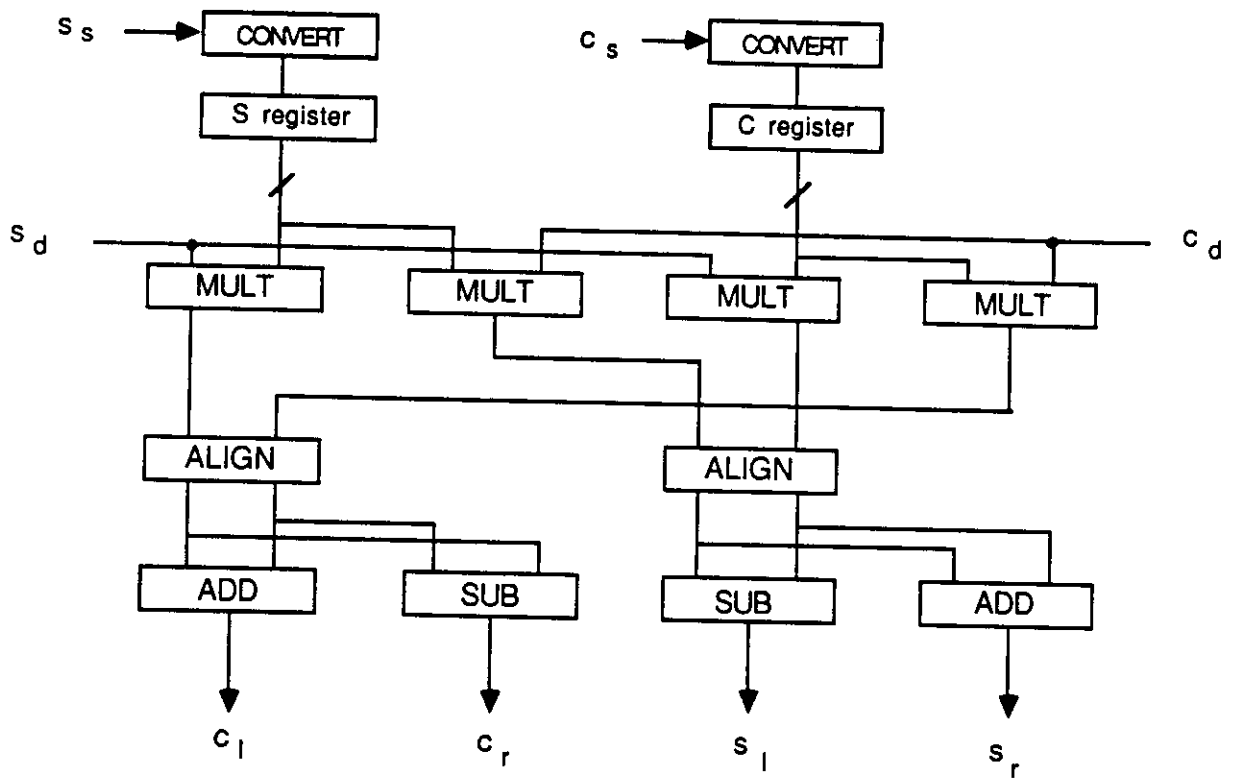 s s
CONVERT
c s
CONVERT
S register
C register
s d
c d
MULT
MULT
MULT
MULT
ALIGN
ALIGN
ADD
SUB
SUB
ADD
c l
c r
s l
s r